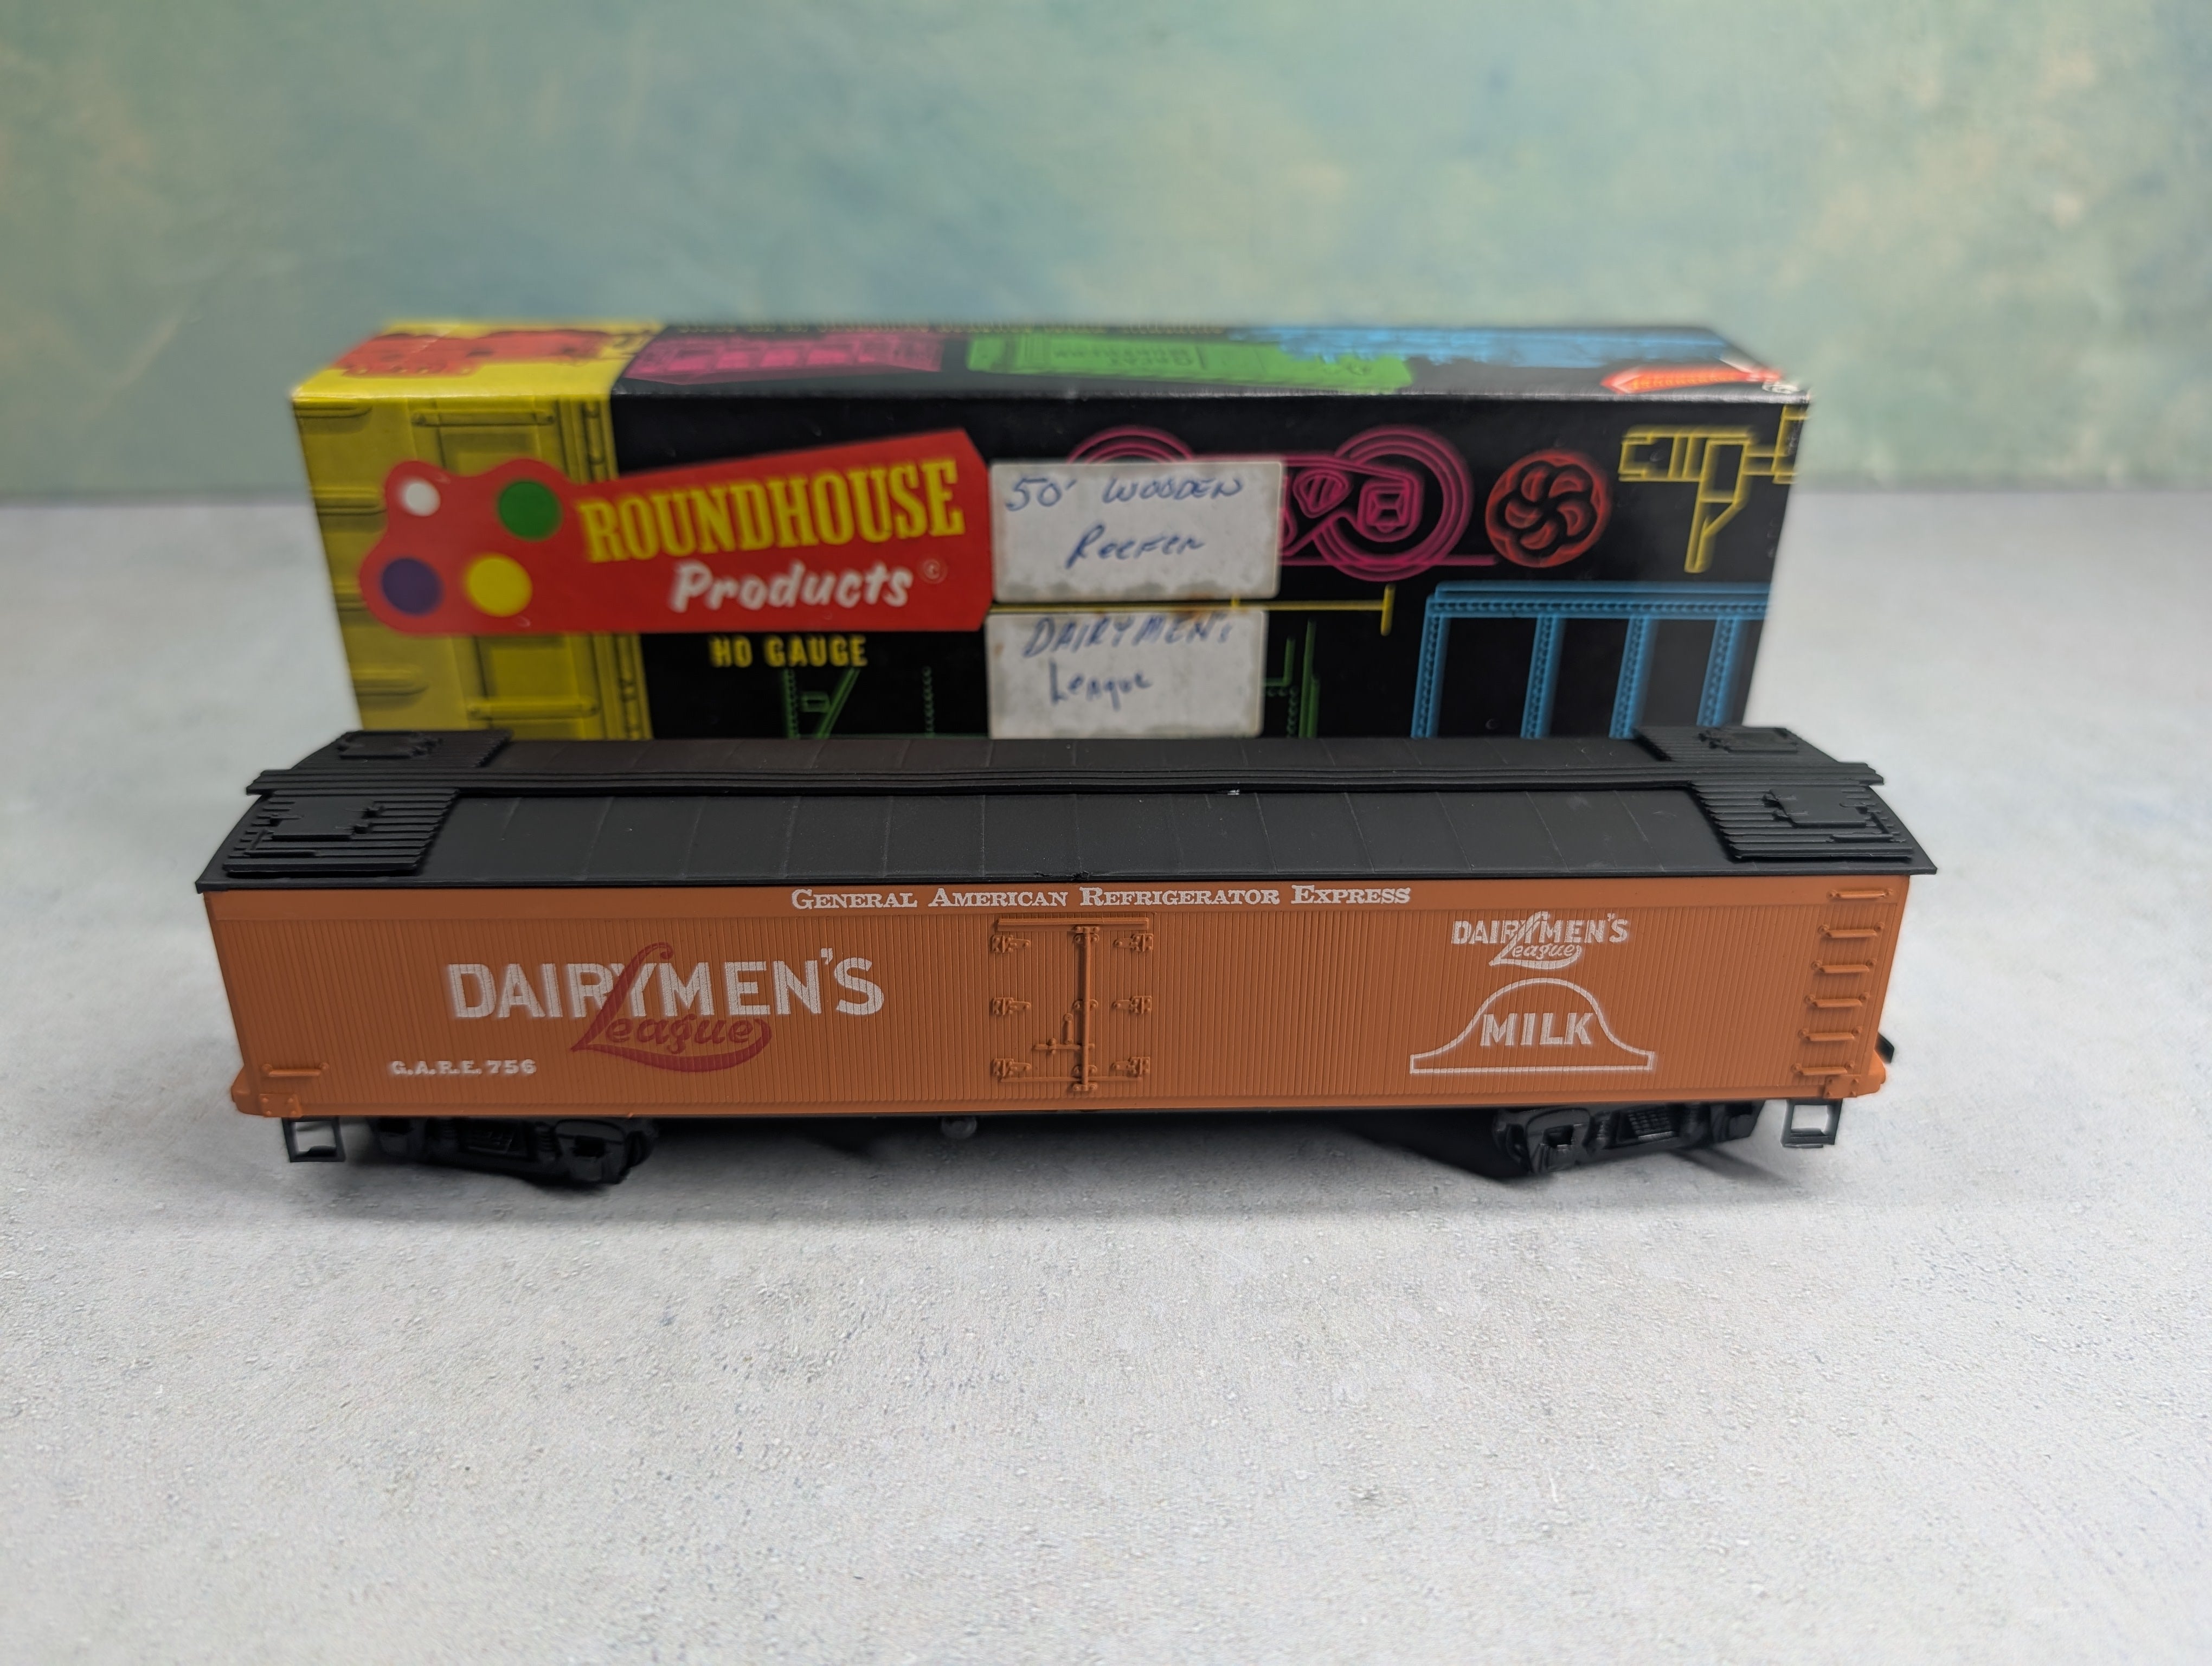 ROUNDHOUSE
Products ©
HO GAUGE
50' WOODEN
Reefer
DAIRYMEN'S
League
GENERAL AMERICAN REFRIGERATOR EXPRESS
DAIRYMEN'S
League
G.A.R.E. 756
DAIRYMEN'S
League
MILK